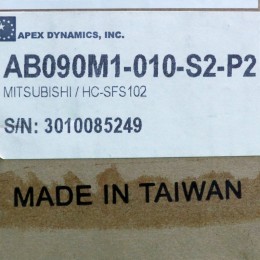 APEX DYNAMICS, INC.
AB090M1-010-S2-P2
MITSUBISHI / HC-SFS102
S/N: 3010085249
MADE IN TAIWAN